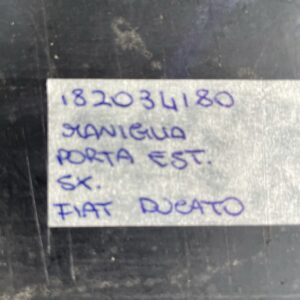 182034180
MANIGLIA
PORTA EST.
SX.
FIAT DUCATO